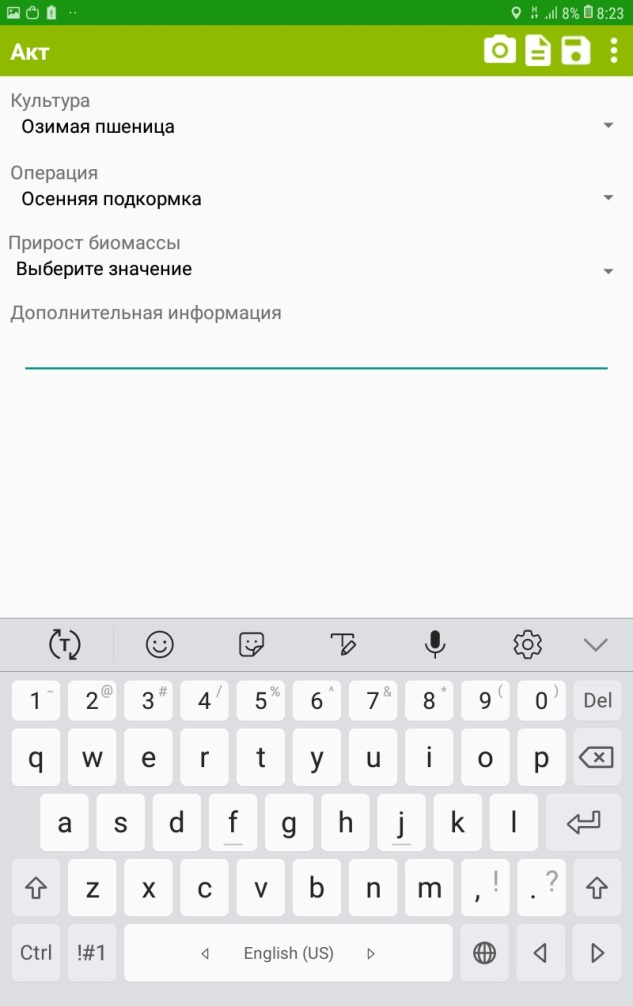 8% 8:23
Акт
Культура
Озимая пшеница
Операция
Осенняя подкормка
Прирост биомассы
Выберите значение
Дополнительная информация
T T
1 - 2 @ 3 # 4 / 5 % 6 ^ 7 & 8 * 9 ( 0 ) Del
q w e r t y u i o p
a s d f g h j k l
z x c v b n m , ! . ?
Ctrl !#1 English (US)